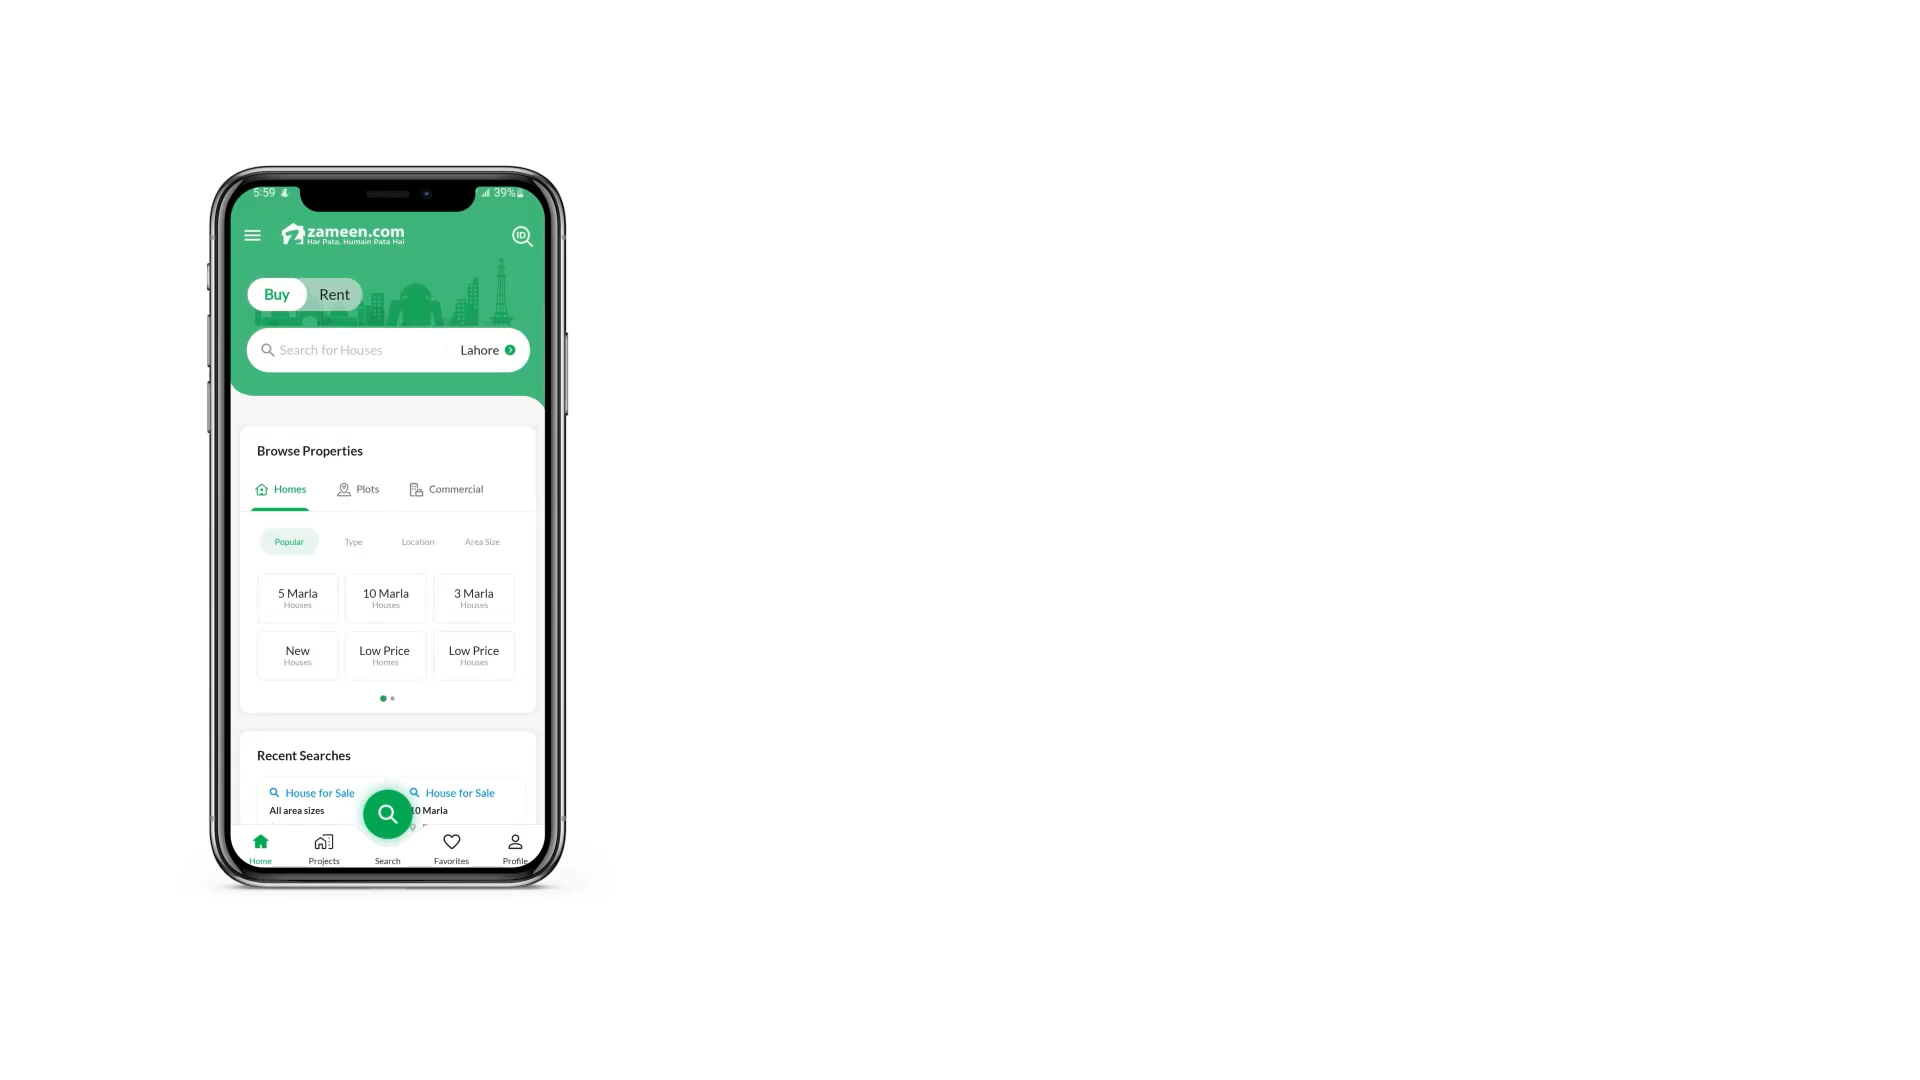 5:59
39%
zameen.com
Har Pata, Humain Pata Hai
ID
Buy Rent
Search for Houses Lahore
Browse Properties
Homes Plots Commercial
Popular Type Location Area Size
5 Marla 10 Marla 3 Marla
Houses Houses Houses
New Low Price Low Price
Houses Homes Houses
Recent Searches
House for Sale House for Sale
All area sizes 10 Marla
Home Projects Search Favorites Profile